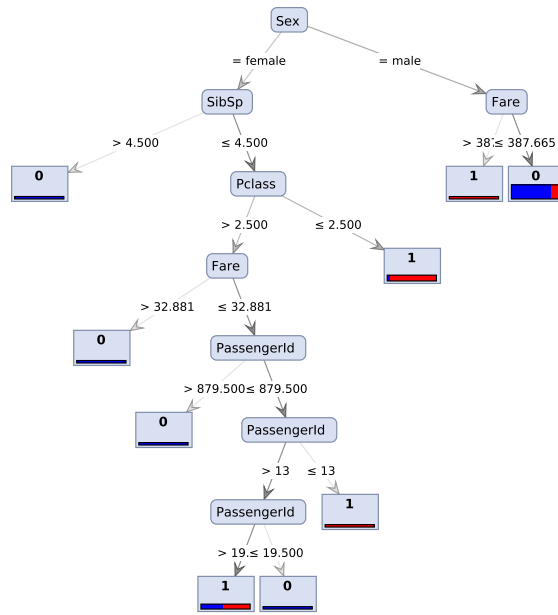 Sex
= female
= male
SibSp
Fare
> 4.500
≤ 4.500
> 387
≤ 387.665
0
Pclass
1
0
> 2.500
≤ 2.500
Fare
1
> 32.881
≤ 32.881
0
PassengerId
> 879.500
≤ 879.500
0
PassengerId
> 13
≤ 13
PassengerId
1
> 19.
≤ 19.500
1
0